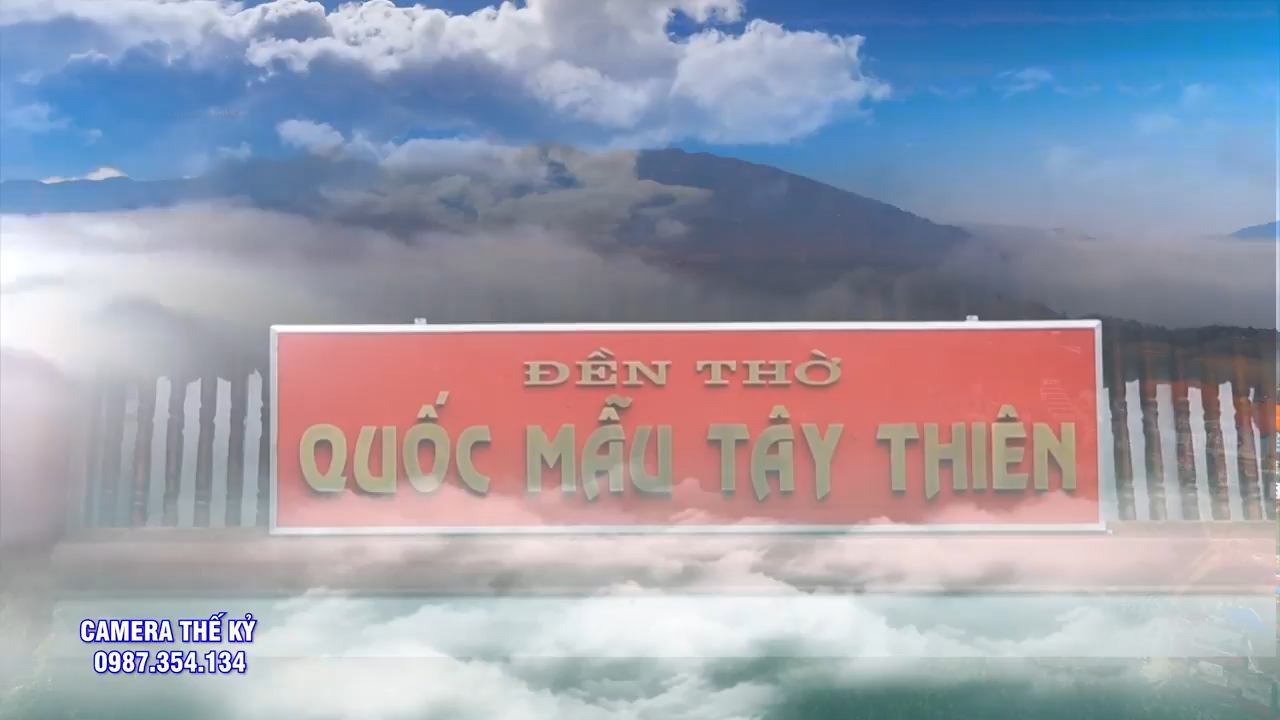 ĐỀN THỜ
QUỐC MẪU TÂY THIÊN
CAMERA THẾ KỶ
0987.354.134